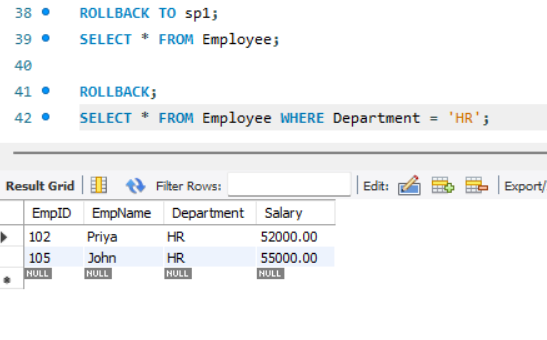 38 ROLLBACK TO sp1;
39 SELECT * FROM Employee;
40
41 ROLLBACK;
42 SELECT * FROM Employee WHERE Department = 'HR';
Result Grid Filter Rows: Edit: Export/
EmpID EmpName Department Salary
102 Priya HR 52000.00
105 John HR 55000.00
NULL NULL NULL NULL